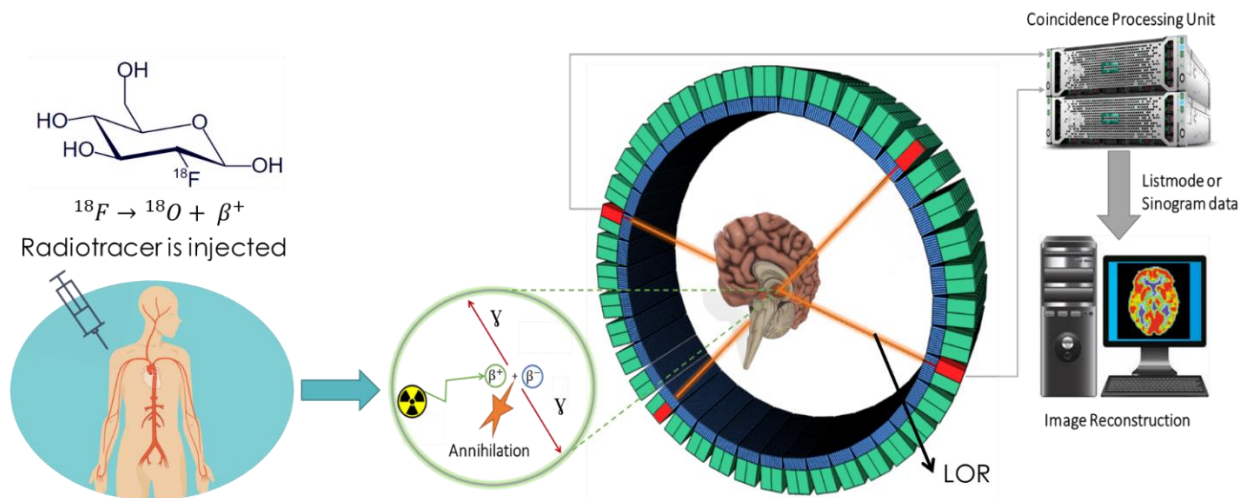 OH
HO
O
HO
OH
¹⁸F
¹⁸F → ¹⁸O + β⁺
Radiotracer is injected
γ
β⁺ + β⁻
γ
Annihilation
LOR
Coincidence Processing Unit
Listmode or
Sinogram data
Image Reconstruction